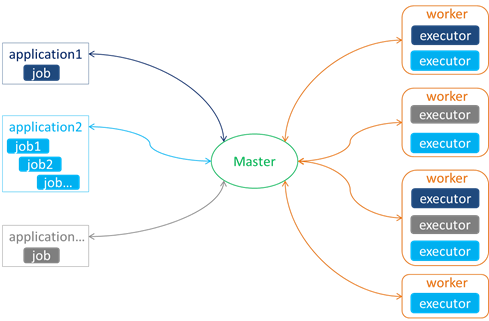 application1
job
application2
job1
job2
job...
application...
job
Master
worker
executor
executor
worker
executor
executor
worker
executor
executor
executor
worker
executor